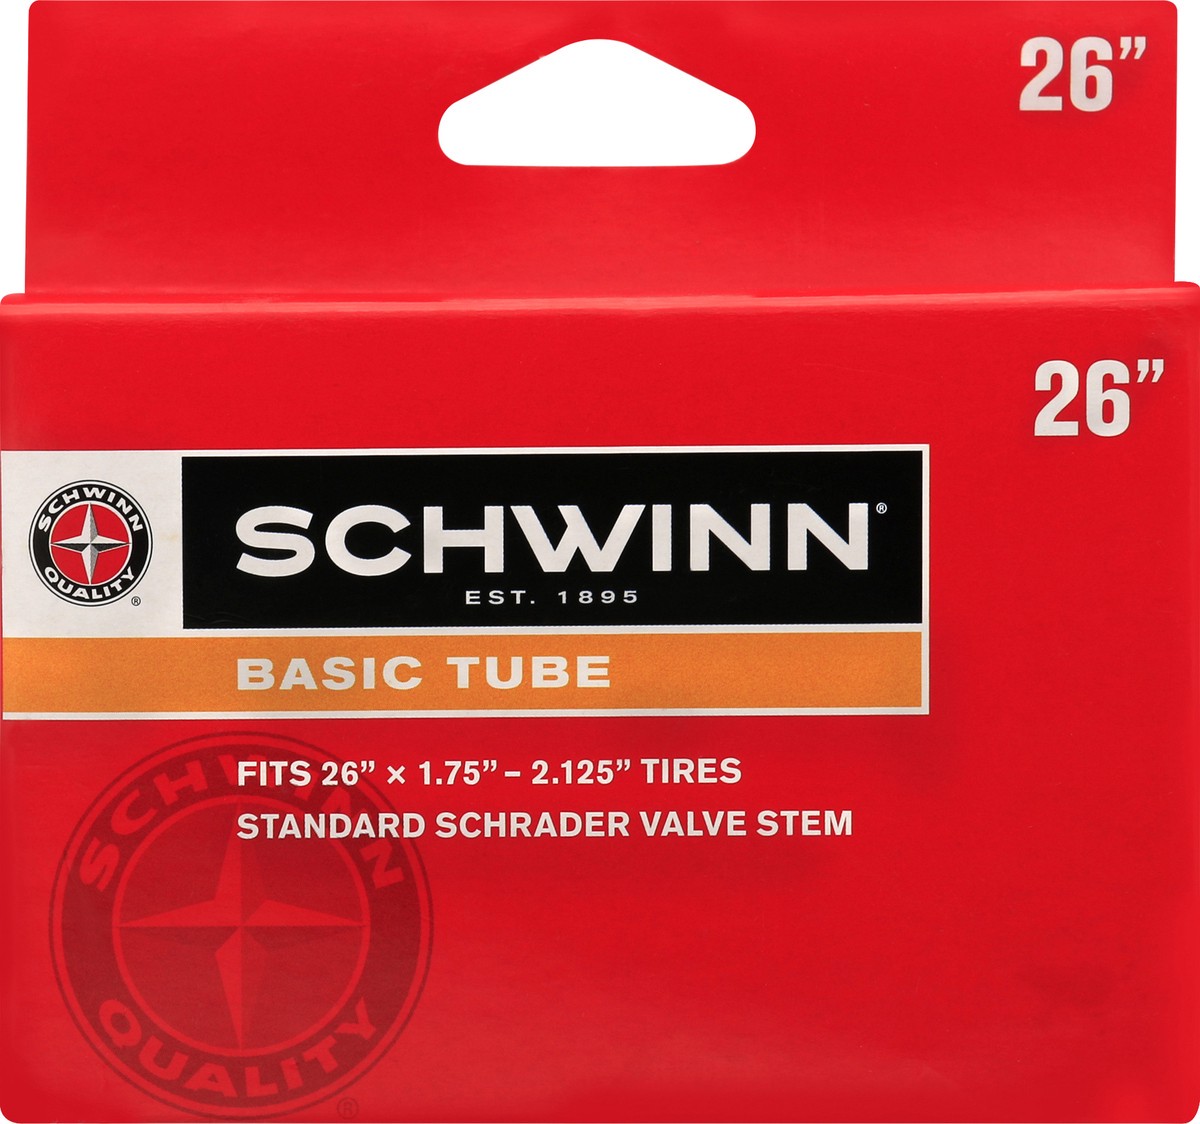 26”
26”
SCHWINN
QUALITY
®
SCHWINN®
EST. 1895
BASIC TUBE
FITS 26” × 1.75” – 2.125” TIRES
STANDARD SCHRADER VALVE STEM
SCHWINN
QUALITY
®